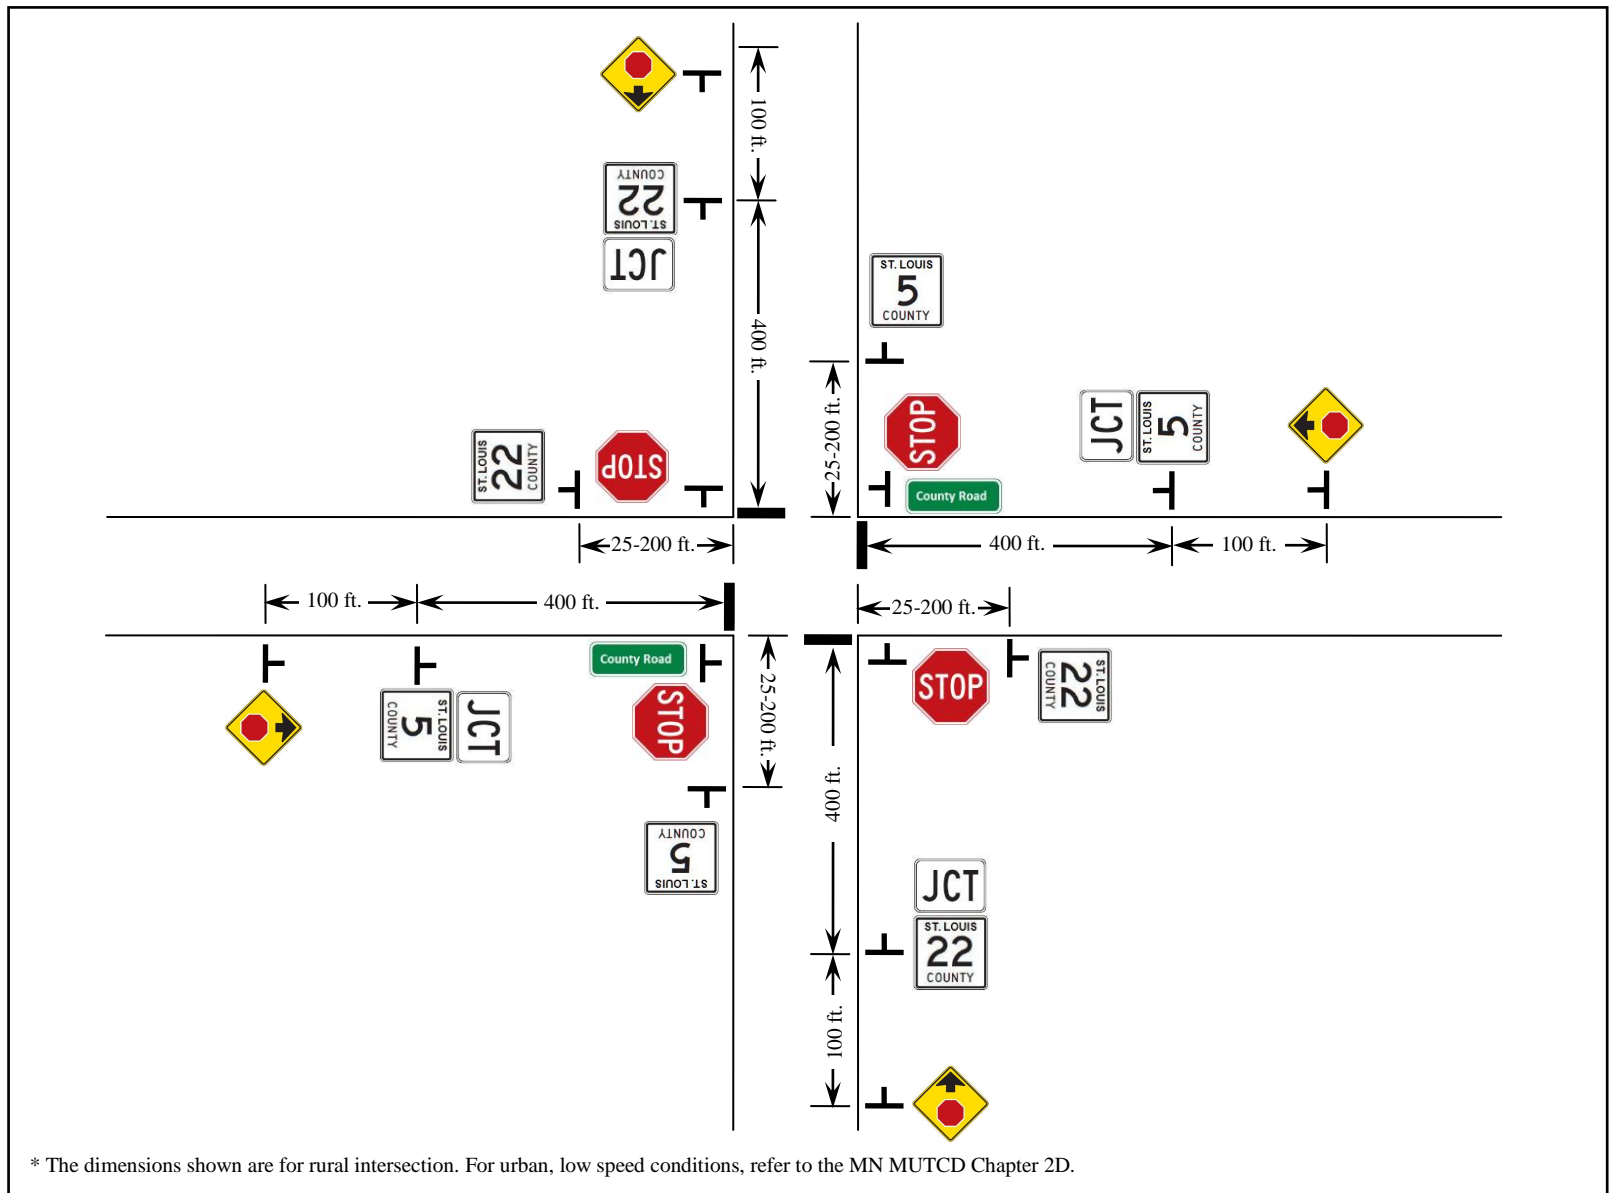 100 ft.
ST. LOUIS
22
COUNTY
JCT
400 ft.
ST. LOUIS
5
COUNTY
25-200 ft.
STOP
County Road
JCT
ST. LOUIS
5
COUNTY
ST. LOUIS
22
COUNTY
STOP
25-200 ft.
400 ft.
100 ft.
100 ft.
400 ft.
25-200 ft.
County Road
STOP
25-200 ft.
STOP
ST. LOUIS
22
COUNTY
JCT
ST. LOUIS
5
COUNTY
400 ft.
ST. LOUIS
5
COUNTY
JCT
ST. LOUIS
22
COUNTY
100 ft.
* The dimensions shown are for rural intersection. For urban, low speed conditions, refer to the MN MUTCD Chapter 2D.